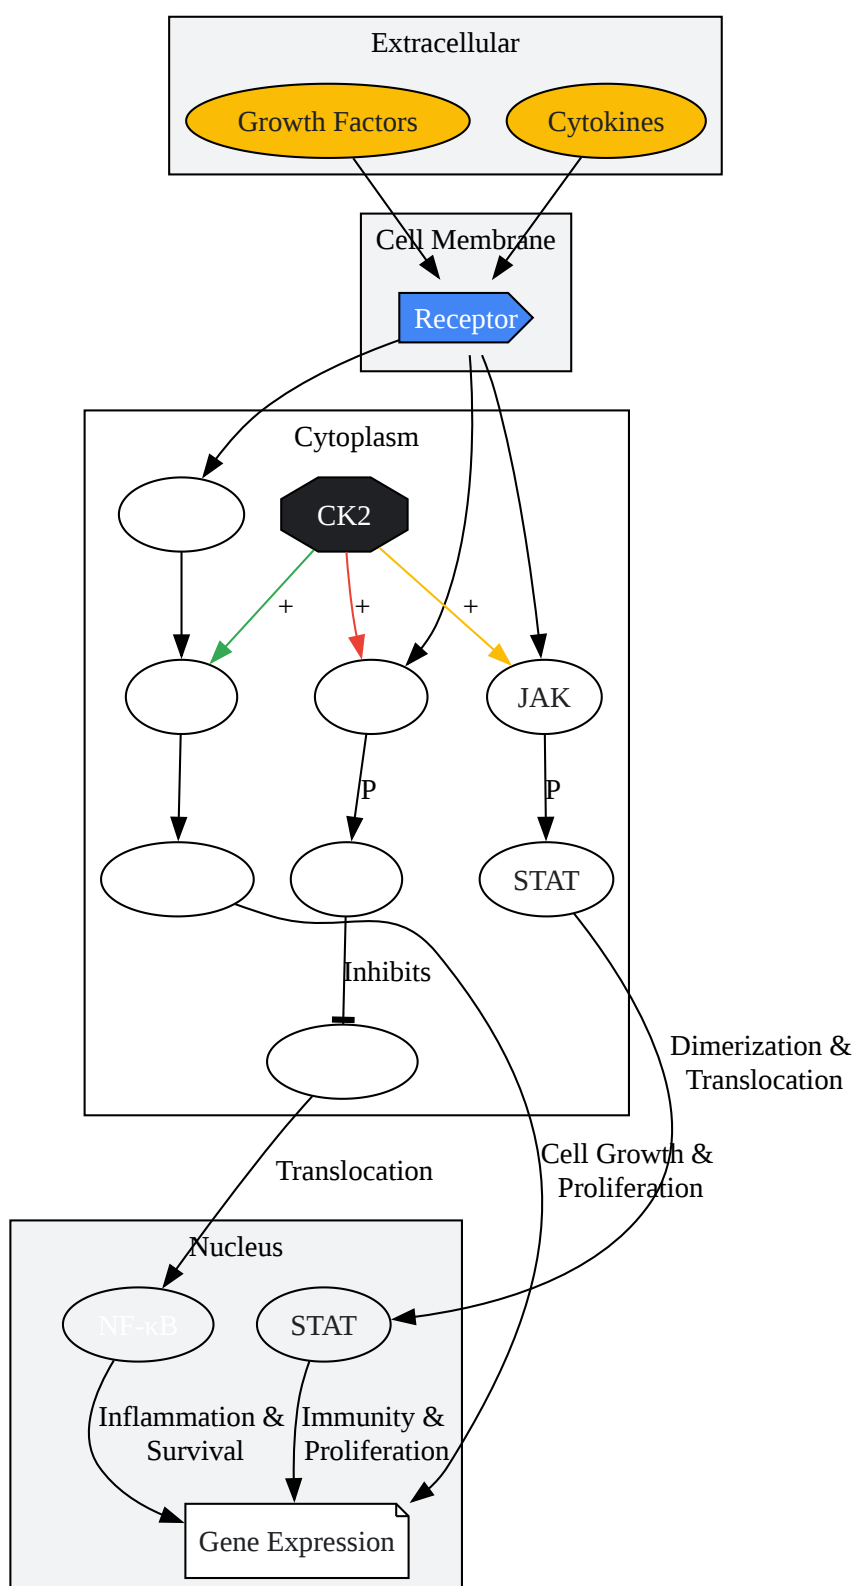 Extracellular
Growth Factors
Cytokines
Cell Membrane
Receptor
Cytoplasm
CK2
+
+
+
JAK
P
P
STAT
Inhibits
Dimerization &
Translocation
Cell Growth &
Proliferation
Translocation
Nucleus
NF-κB
STAT
Inflammation &
Survival
Immunity &
Proliferation
Gene Expression